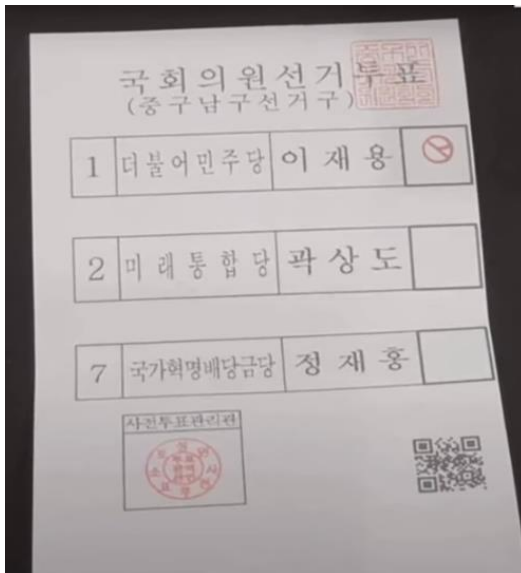 국회의원선거투표
(중구남구선거구)
1 더불어민주당 이재용
2 미래통합당 곽상도
7 국가혁명배당금당 정재홍
사전투표관리관